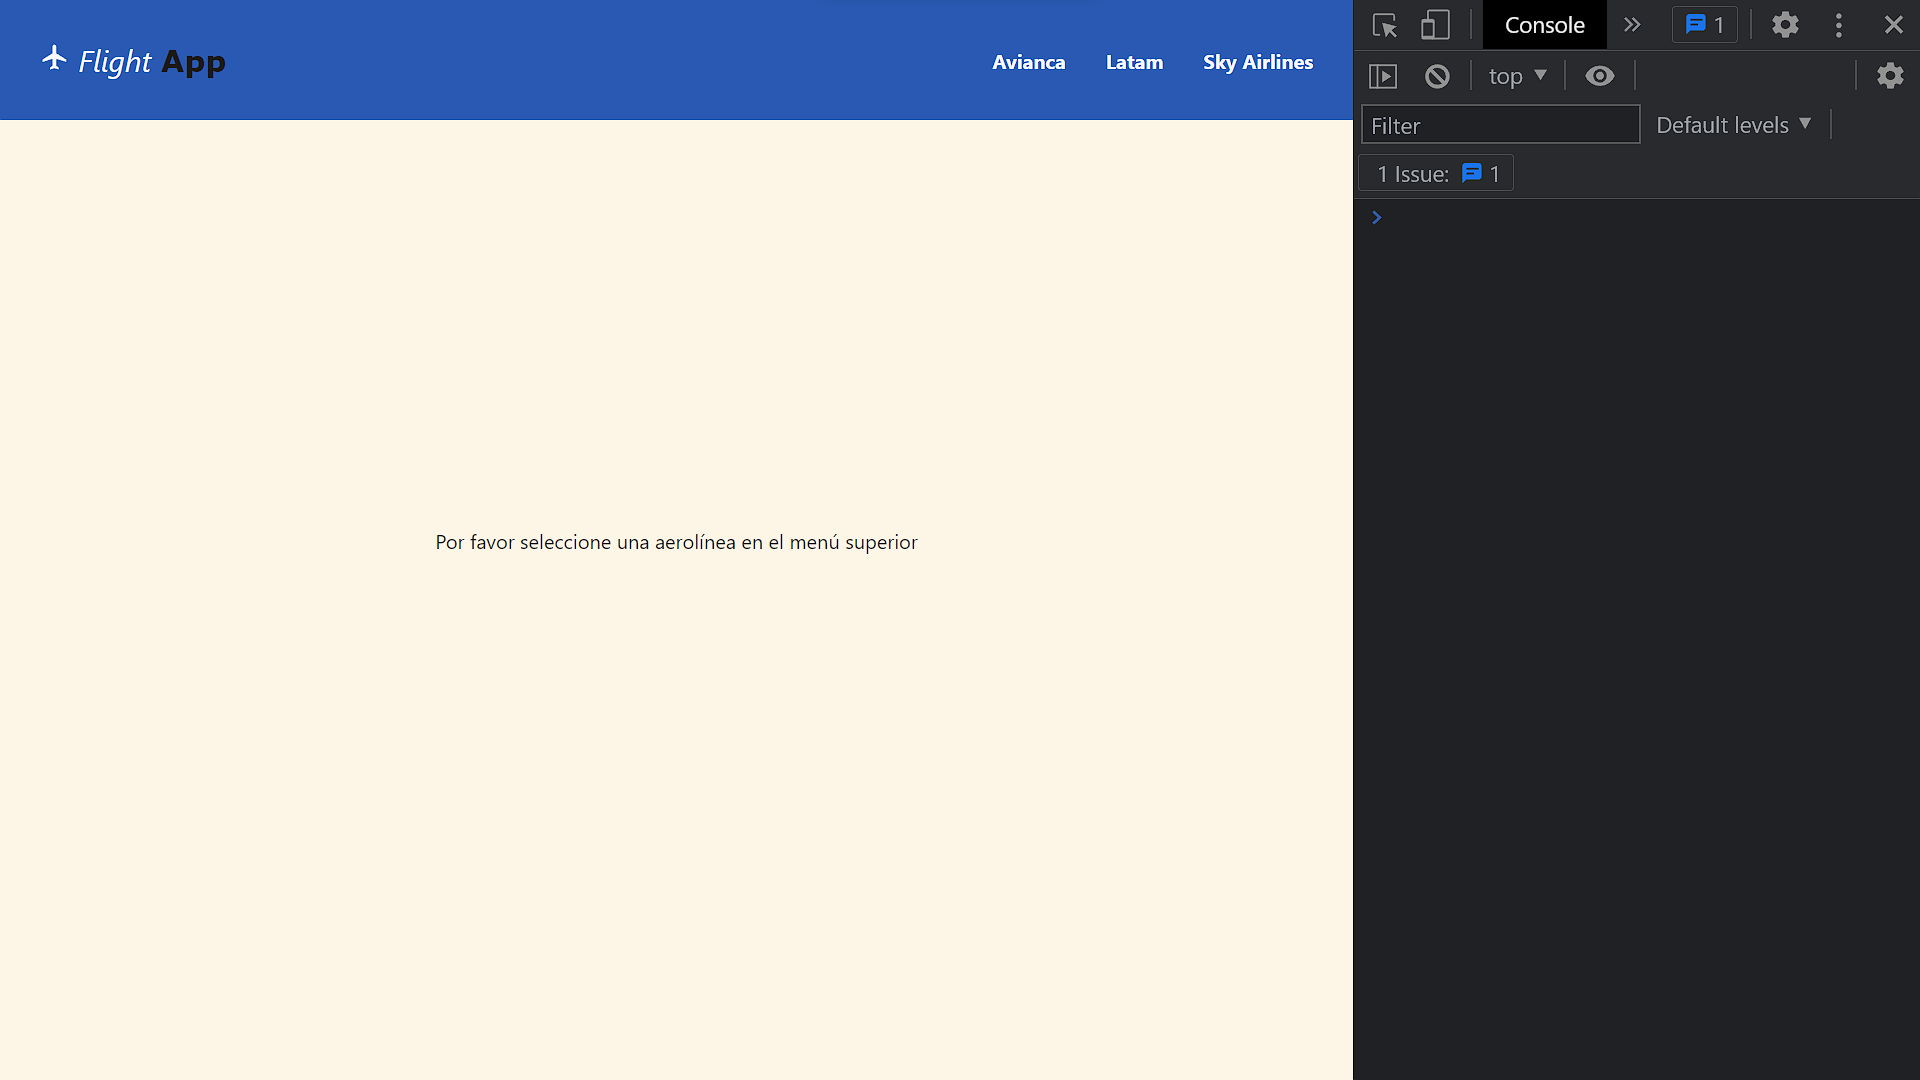 Flight App
Avianca Latam Sky Airlines
Por favor seleccione una aerolínea en el menú superior
Console 1
top
Filter Default levels
1 Issue: 1